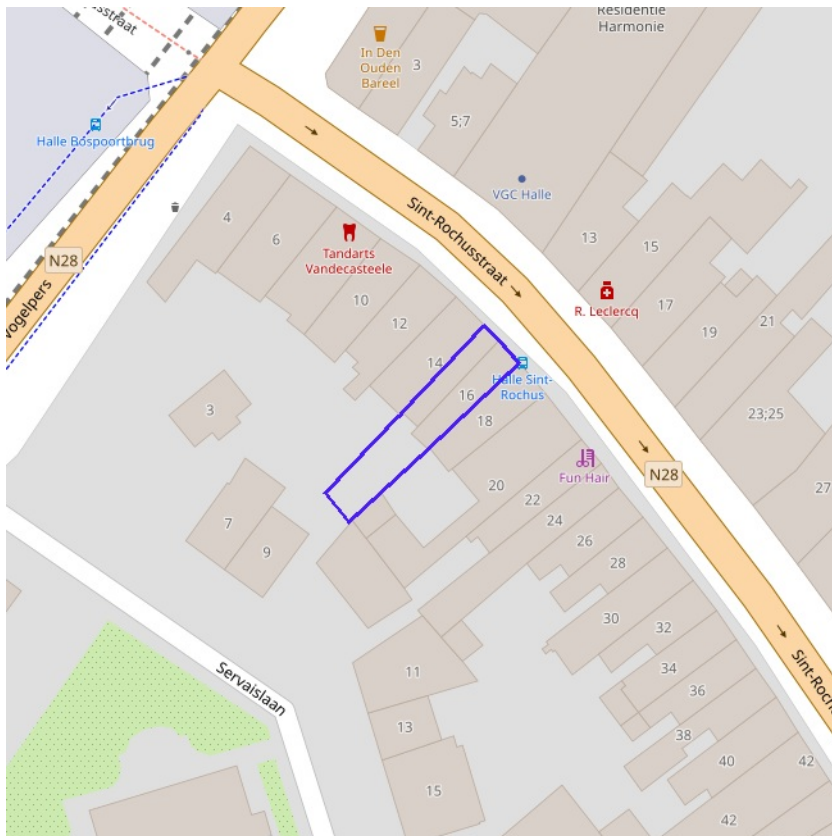 usstraat
Residentie
Harmonie
In Den
Ouden
Bareel
3
5;7
Halle Bospoortbrug
VGC Halle
Sint-Rochusstraat
4
6
Tandarts
Vandecasteele
13
15
N28
Vogelpers
10
12
R. Leclercq
17
19
21
14
16
Halle Sint-
Rochus
18
3
23;25
Fun Hair
N28
27
20
22
24
26
28
7
9
30
32
34
36
38
40
42
42
11
13
15
Servaislaan
Sint-Rochu